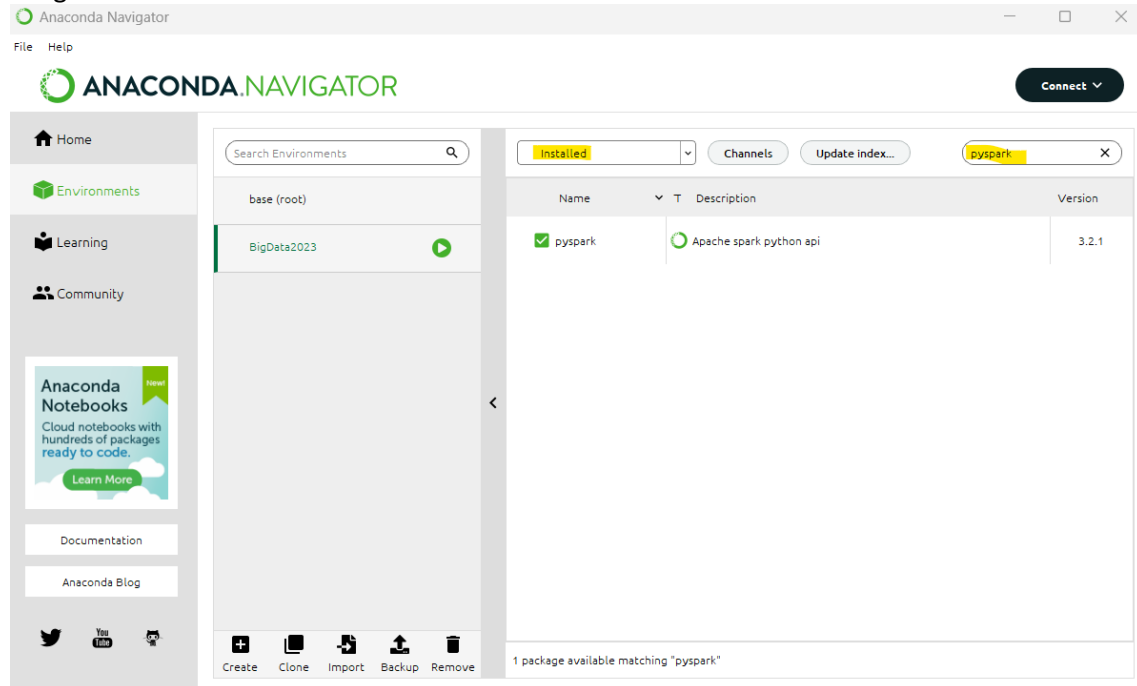 Anaconda Navigator
File Help
ANACONDA.NAVIGATOR
Connect
Home
Environments
Learning
Community
Anaconda Notebooks
New!
Cloud notebooks with
hundreds of packages
ready to code.
Learn More
Documentation
Anaconda Blog
You
Tube
Search Environments
base (root)
BigData2023
Create Clone Import Backup Remove
Installed Channels Update index... pyspark X
Name T Description Version
pyspark Apache spark python api 3.2.1
1 package available matching "pyspark"